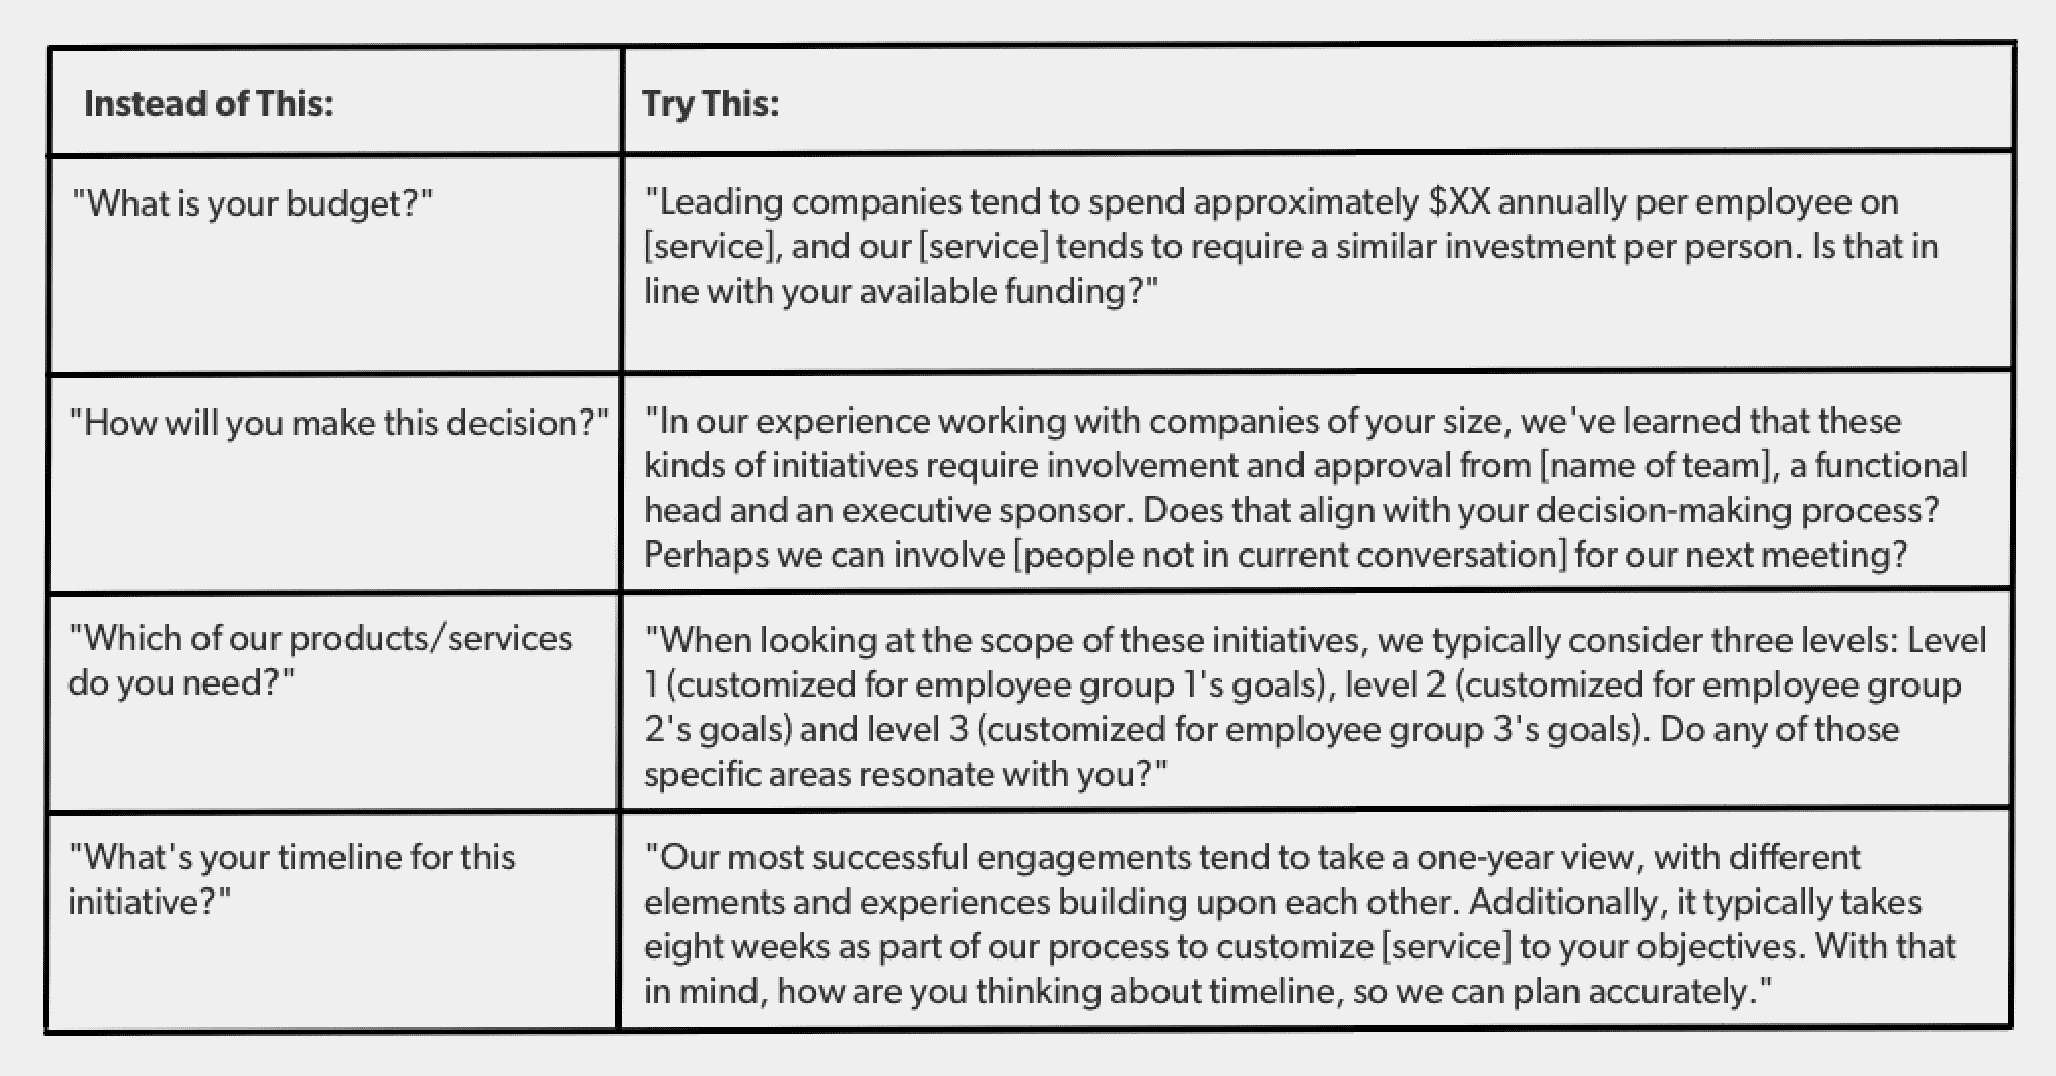 Instead of This:
Try This:
"What is your budget?"
"Leading companies tend to spend approximately $XX annually per employee on
[service], and our [service] tends to require a similar investment per person. Is that in
line with your available funding?"
"How will you make this decision?"
"In our experience working with companies of your size, we've learned that these
kinds of initiatives require involvement and approval from [name of team], a functional
head and an executive sponsor. Does that align with your decision-making process?
Perhaps we can involve [people not in current conversation] for our next meeting?
"Which of our products/services
do you need?"
"When looking at the scope of these initiatives, we typically consider three levels: Level
1 (customized for employee group 1's goals), level 2 (customized for employee group
2's goals) and level 3 (customized for employee group 3's goals). Do any of those
specific areas resonate with you?"
"What's your timeline for this
initiative?"
"Our most successful engagements tend to take a one-year view, with different
elements and experiences building upon each other. Additionally, it typically takes
eight weeks as part of our process to customize [service] to your objectives. With that
in mind, how are you thinking about timeline, so we can plan accurately."